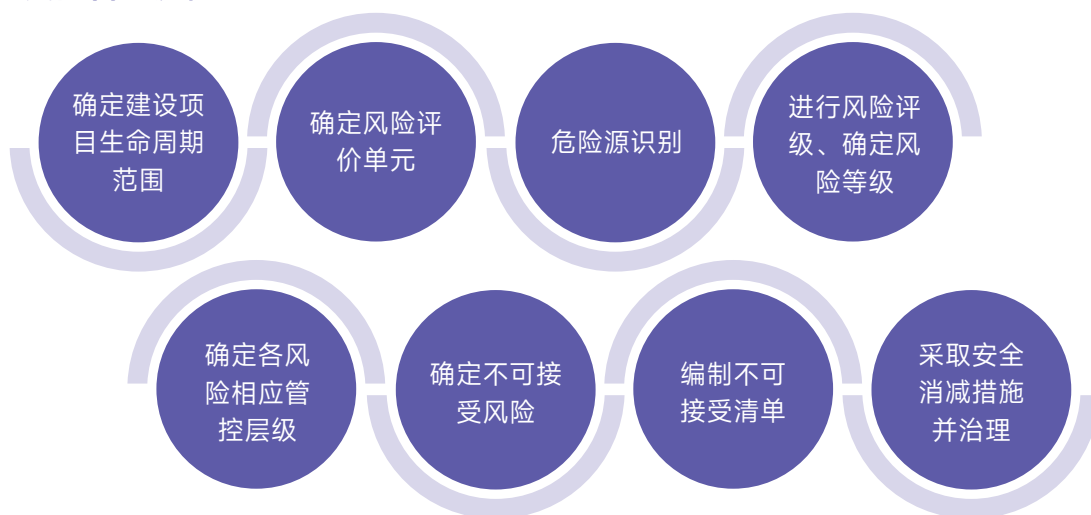 确定建设项
目生命周期
范围
确定风险评
价单元
危险源识别
进行风险评
级、确定风
险等级
确定各风
险相应管
控层级
确定不可接
受风险
编制不可
接受清单
采取安全
消减措施
并治理